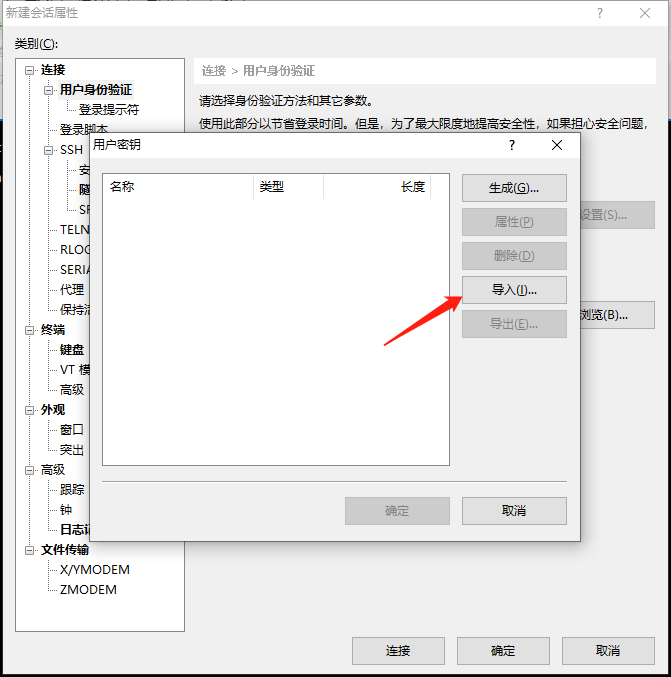 新建会话属性
类别(C):
连接
用户身份验证
登录提示符
登录脚本
SSH
TELN
RLOG
SERIA
代理
保持活
终端
键盘
VT 模
高级
外观
窗口
突出
高级
跟踪
钟
日志记
文件传输
X/YMODEM
ZMODEM
连接 > 用户身份验证
请选择身份验证方法和其它参数。
使用此部分以节省登录时间。但是，为了最大限度地提高安全性，如果担心安全问题，
设置(S)...
浏览(B)...
用户密钥
名称 类型 长度
生成(G)...
属性(P)
删除(D)
导入(I)...
导出(E)...
确定 取消
连接 确定 取消